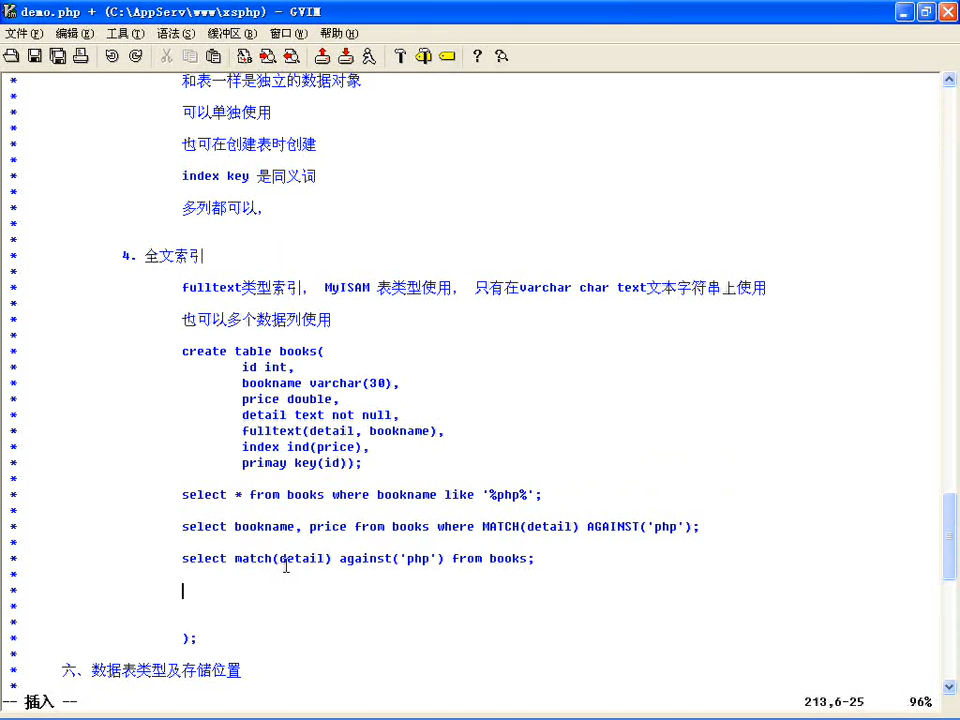 demo.php + (C:\AppServ\www\xsphp) - GVIM
文件(F) 编辑(E) 工具(T) 语法(S) 缓冲区(B) 窗口(W) 帮助(H)
* 和表一样是独立的数据对象
*
* 可以单独使用
*
* 也可在创建表时创建
*
* index key 是同义词
*
* 多列都可以,
*
*
* 4. 全文索引
*
* fulltext类型索引, MyISAM 表类型使用, 只有在varchar char text文本字符串上使用
*
* 也可以多个数据列使用
*
* create table books(
* id int,
* bookname varchar(30),
* price double,
* detail text not null,
* fulltext(detail, bookname),
* index ind(price),
* primay key(id));
*
* select * from books where bookname like '%php%';
*
* select bookname, price from books where MATCH(detail) AGAINST('php');
*
* select match(detail) against('php') from books;
*
*
*
*
* );
*
* 六、数据表类型及存储位置
*
-- 插入 -- 213,6-25 96%